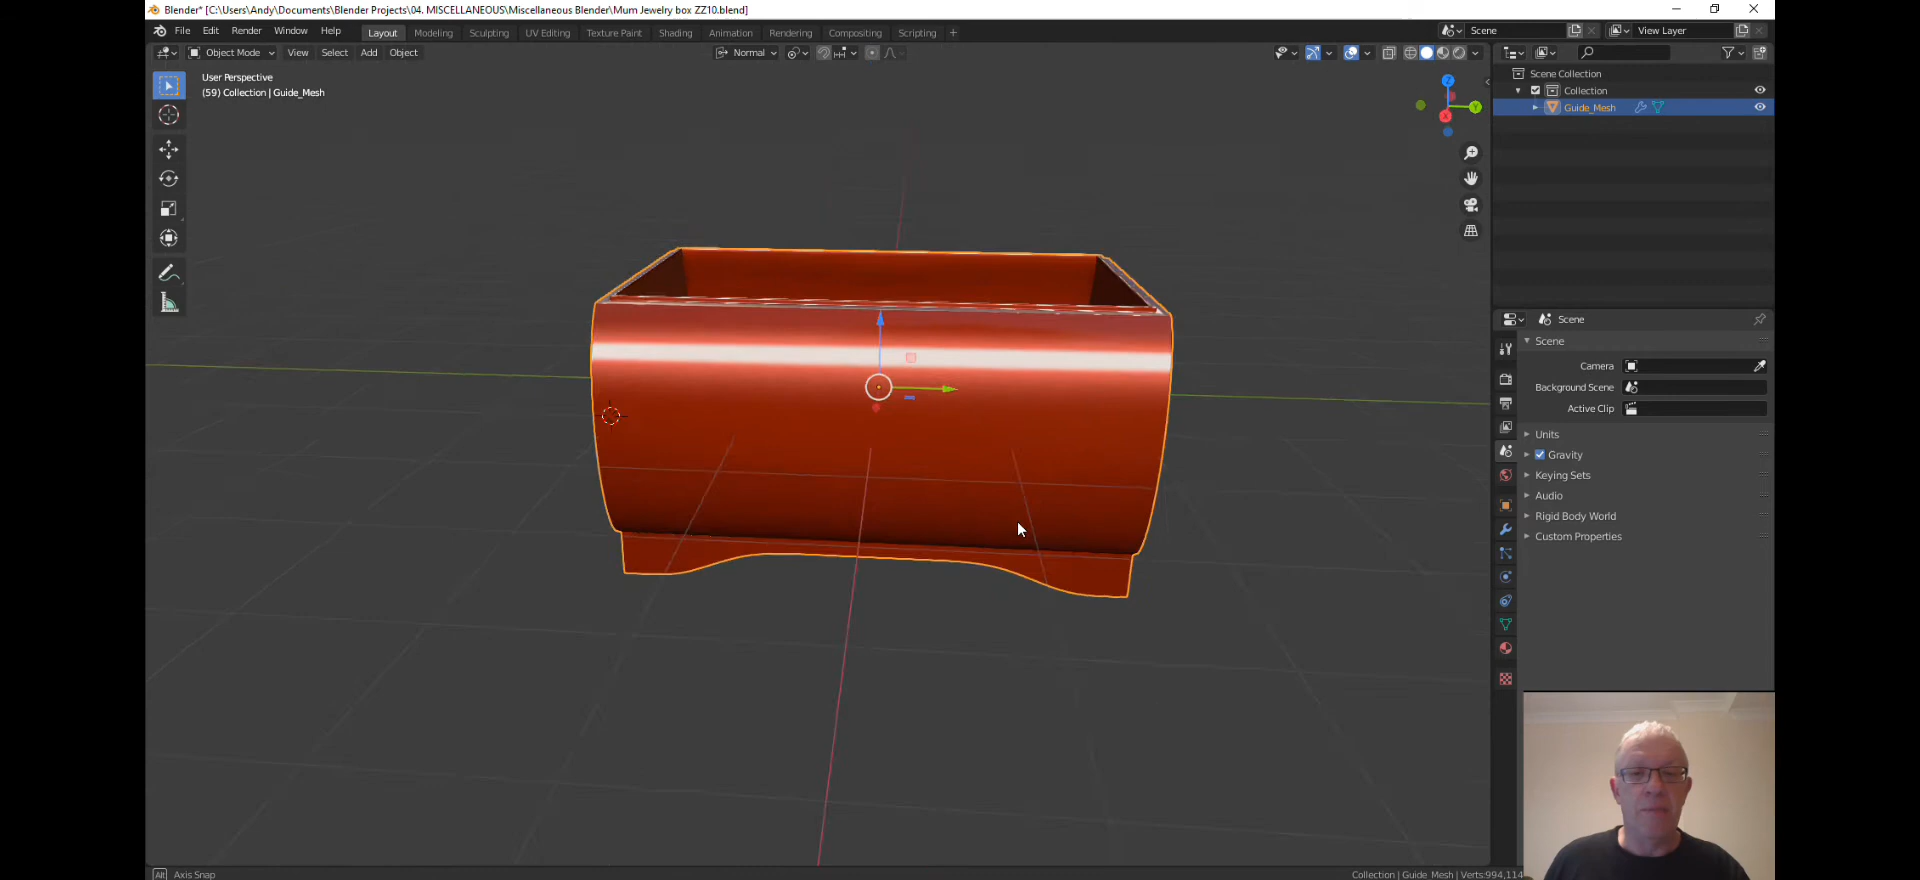 Blender* [C:\Users\Andy\Documents\Blender Projects\04. MISCELLANEOUS\Miscellaneous Blender\Mum Jewelry box ZZ10.blend]
File Edit Render Window Help Layout Modeling Sculpting UV Editing Texture Paint Shading Animation Rendering Compositing Scripting + Scene View Layer
Object Mode View Select Add Object Normal
User Perspective
(59) Collection | Guide_Mesh
Z
Y
X
Scene Collection
Collection
Guide_Mesh
Scene
Scene
Camera
Background Scene
Active Clip
Units
Gravity
Keying Sets
Audio
Rigid Body World
Custom Properties
Alt Axis Snap
Collection | Guide_Mesh | Verts:994,114